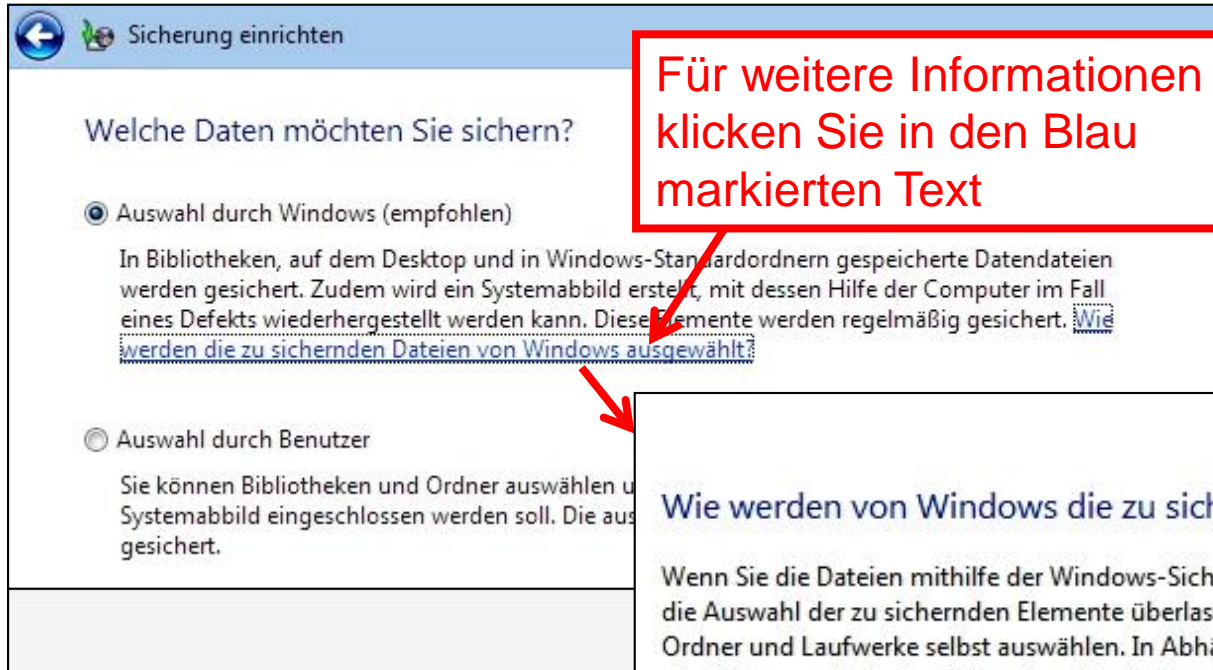 Sicherung einrichten
Für weitere Informationen
klicken Sie in den Blau
markierten Text
Welche Daten möchten Sie sichern?
Auswahl durch Windows (empfohlen)
In Bibliotheken, auf dem Desktop und in Windows-Standardordnern gespeicherte Datendateien
werden gesichert. Zudem wird ein Systemabbild erstellt, mit dessen Hilfe der Computer im Fall
eines Defekts wiederhergestellt werden kann. Diese Elemente werden regelmäßig gesichert. Wie
werden die zu sichernden Dateien von Windows ausgewählt?
Auswahl durch Benutzer
Sie können Bibliotheken und Ordner auswählen u
Systemabbild eingeschlossen werden soll. Die aus
gesichert.
Wie werden von Windows die zu sich
Wenn Sie die Dateien mithilfe der Windows-Sich
die Auswahl der zu sichernden Elemente überlas
Ordner und Laufwerke selbst auswählen. In Abhä